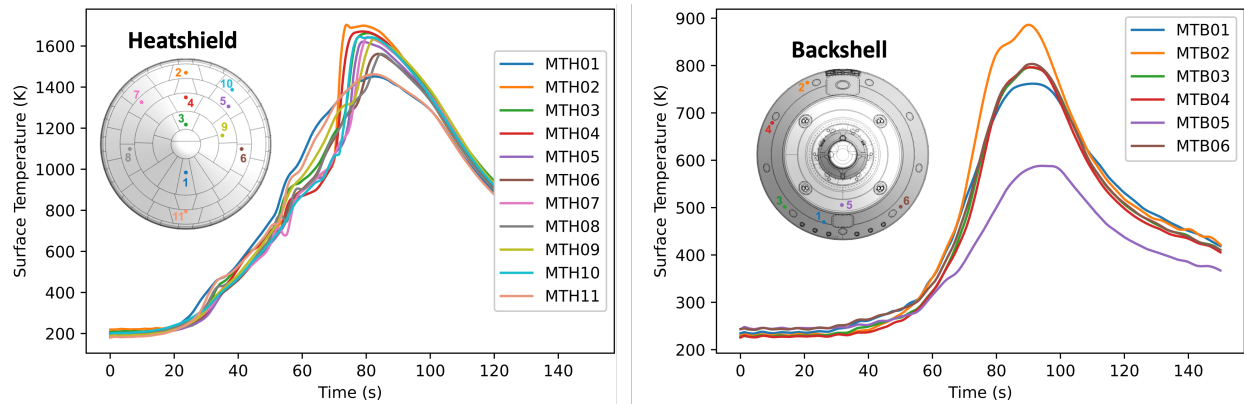 Heatshield
Surface Temperature (K)
1600
1400
1200
1000
800
600
400
200
0
20
40
60
80
100
120
140
Time (s)
2
10
7
4
5
3
9
8
6
1
11
MTH01
MTH02
MTH03
MTH04
MTH05
MTH06
MTH07
MTH08
MTH09
MTH10
MTH11
Backshell
Surface Temperature (K)
900
800
700
600
500
400
300
200
0
20
40
60
80
100
120
140
Time (s)
2
4
3
5
6
1
MTB01
MTB02
MTB03
MTB04
MTB05
MTB06